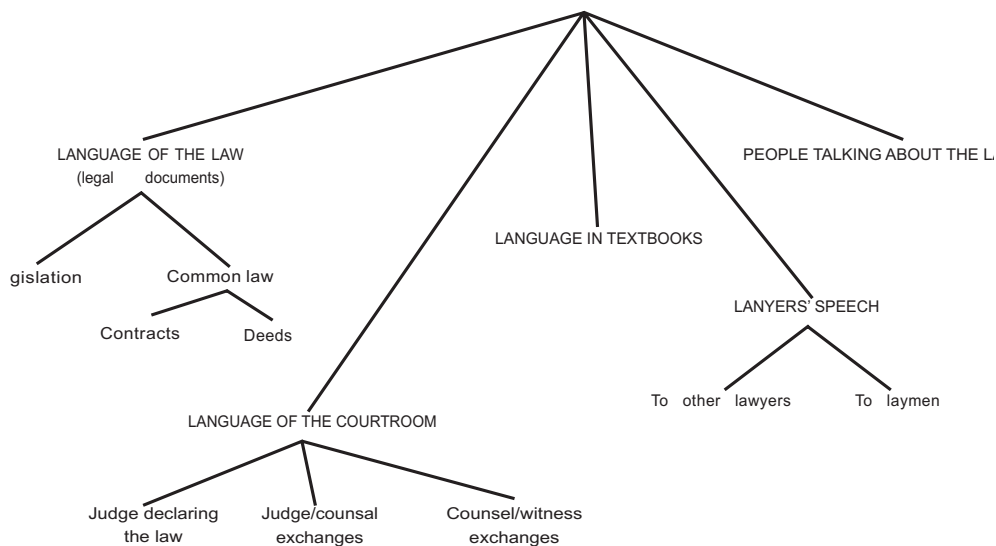 LANGUAGE OF THE LAW
(legal documents)
PEOPLE TALKING ABOUT THE
LANGUAGE IN TEXTBOOKS
gislation
Common law
LANYERS' SPEECH
Contracts
Deeds
To other lawyers
To laymen
LANGUAGE OF THE COURTROOM
Judge declaring
the law
Judge/counsal
exchanges
Counsel/witness
exchanges